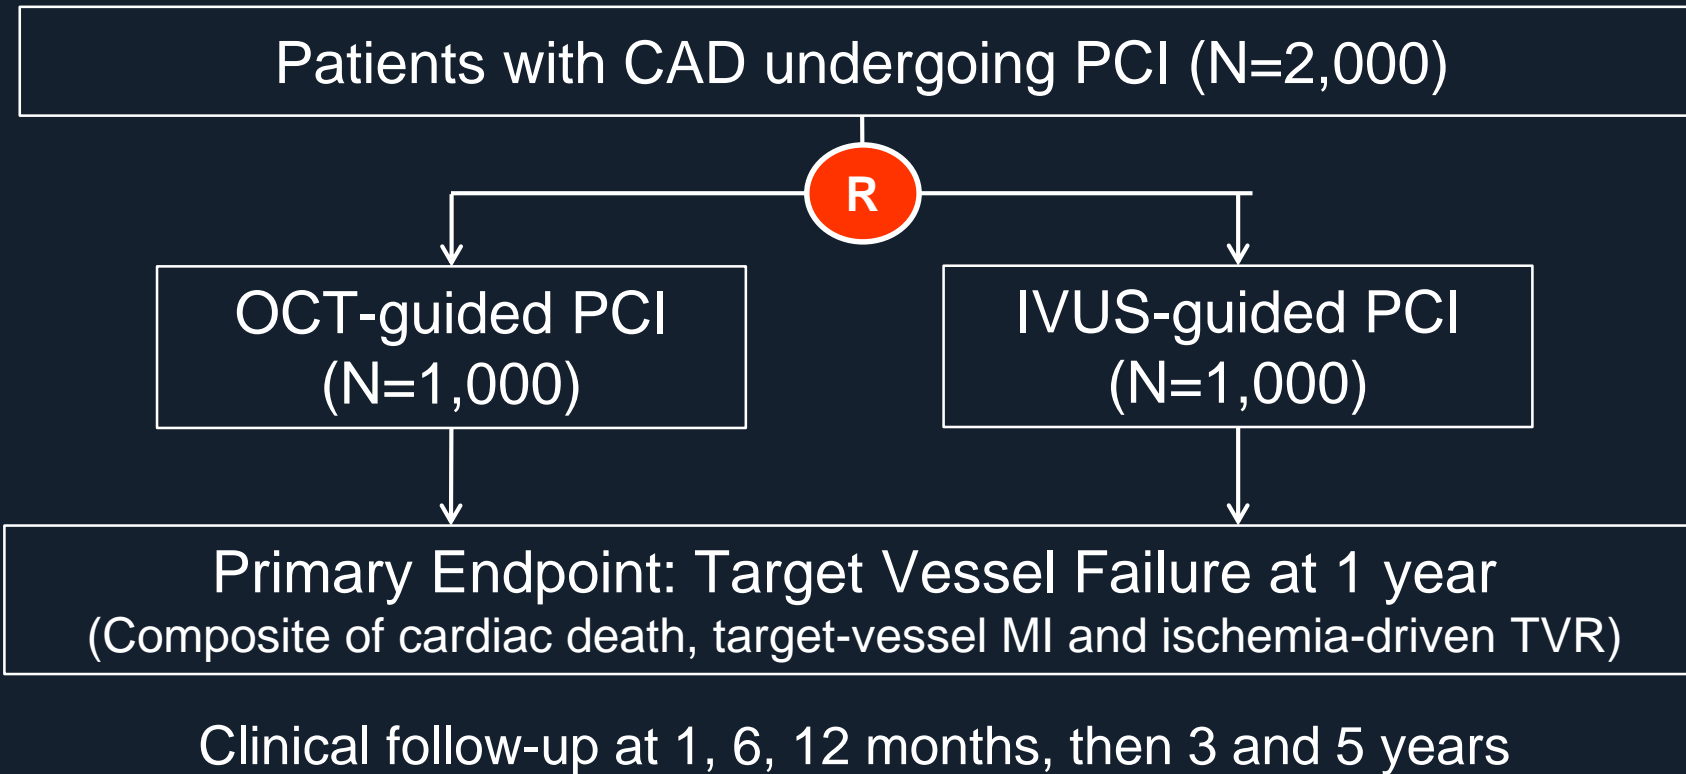 Patients with CAD undergoing PCI (N=2,000)
R
OCT-guided PCI
(N=1,000)
IVUS-guided PCI
(N=1,000)
Primary Endpoint: Target Vessel Failure at 1 year
(Composite of cardiac death, target-vessel MI and ischemia-driven TVR)
Clinical follow-up at 1, 6, 12 months, then 3 and 5 years